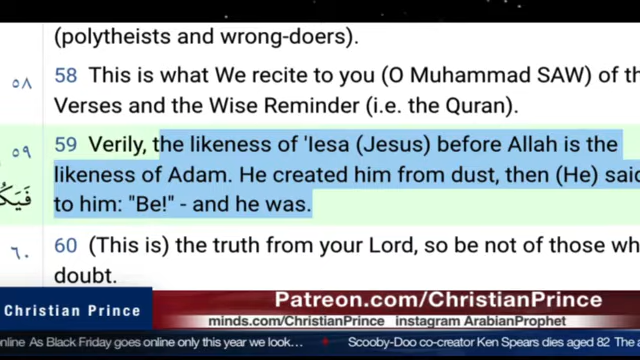 (polytheists and wrong-doers).
٥٨ 58 This is what We recite to you (O Muhammad SAW) of th
Verses and the Wise Reminder (i.e. the Quran).
٥٩ 59 Verily, the likeness of 'Iesa (Jesus) before Allah is the
likeness of Adam. He created him from dust, then (He) said
to him: "Be!" - and he was.
٦٠ 60 (This is) the truth from your Lord, so be not of those wh
doubt.
Christian Prince
Patreon.com/ChristianPrince
minds.com/ChristianPrince instagram ArabianProphet
nline As Black Friday goes online only this year we look... Scooby-Doo co-creator Ken Spears dies aged 82 The a